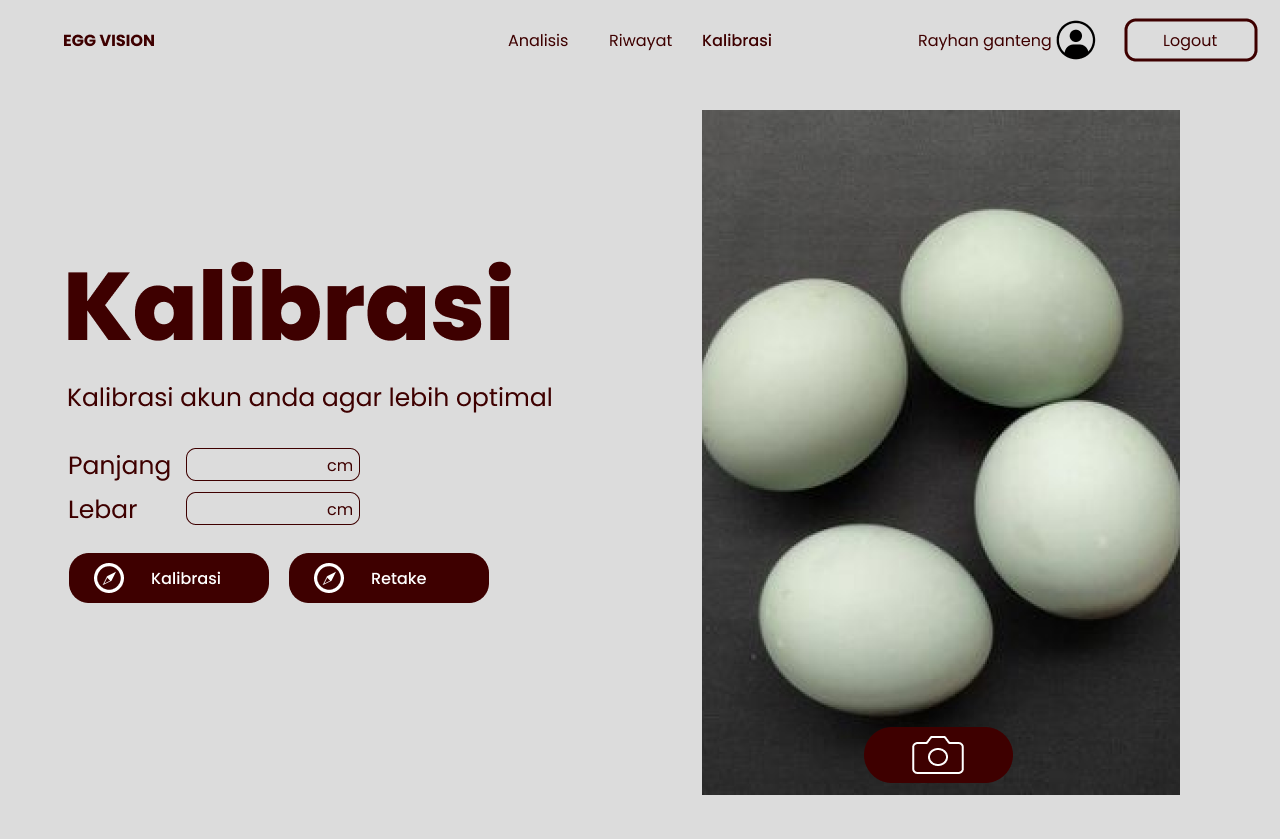 EGG VISION
Analisis
Riwayat
Kalibrasi
Rayhan ganteng
Logout
Kalibrasi
Kalibrasi akun anda agar lebih optimal
Panjang cm
Lebar cm
Kalibrasi
Retake